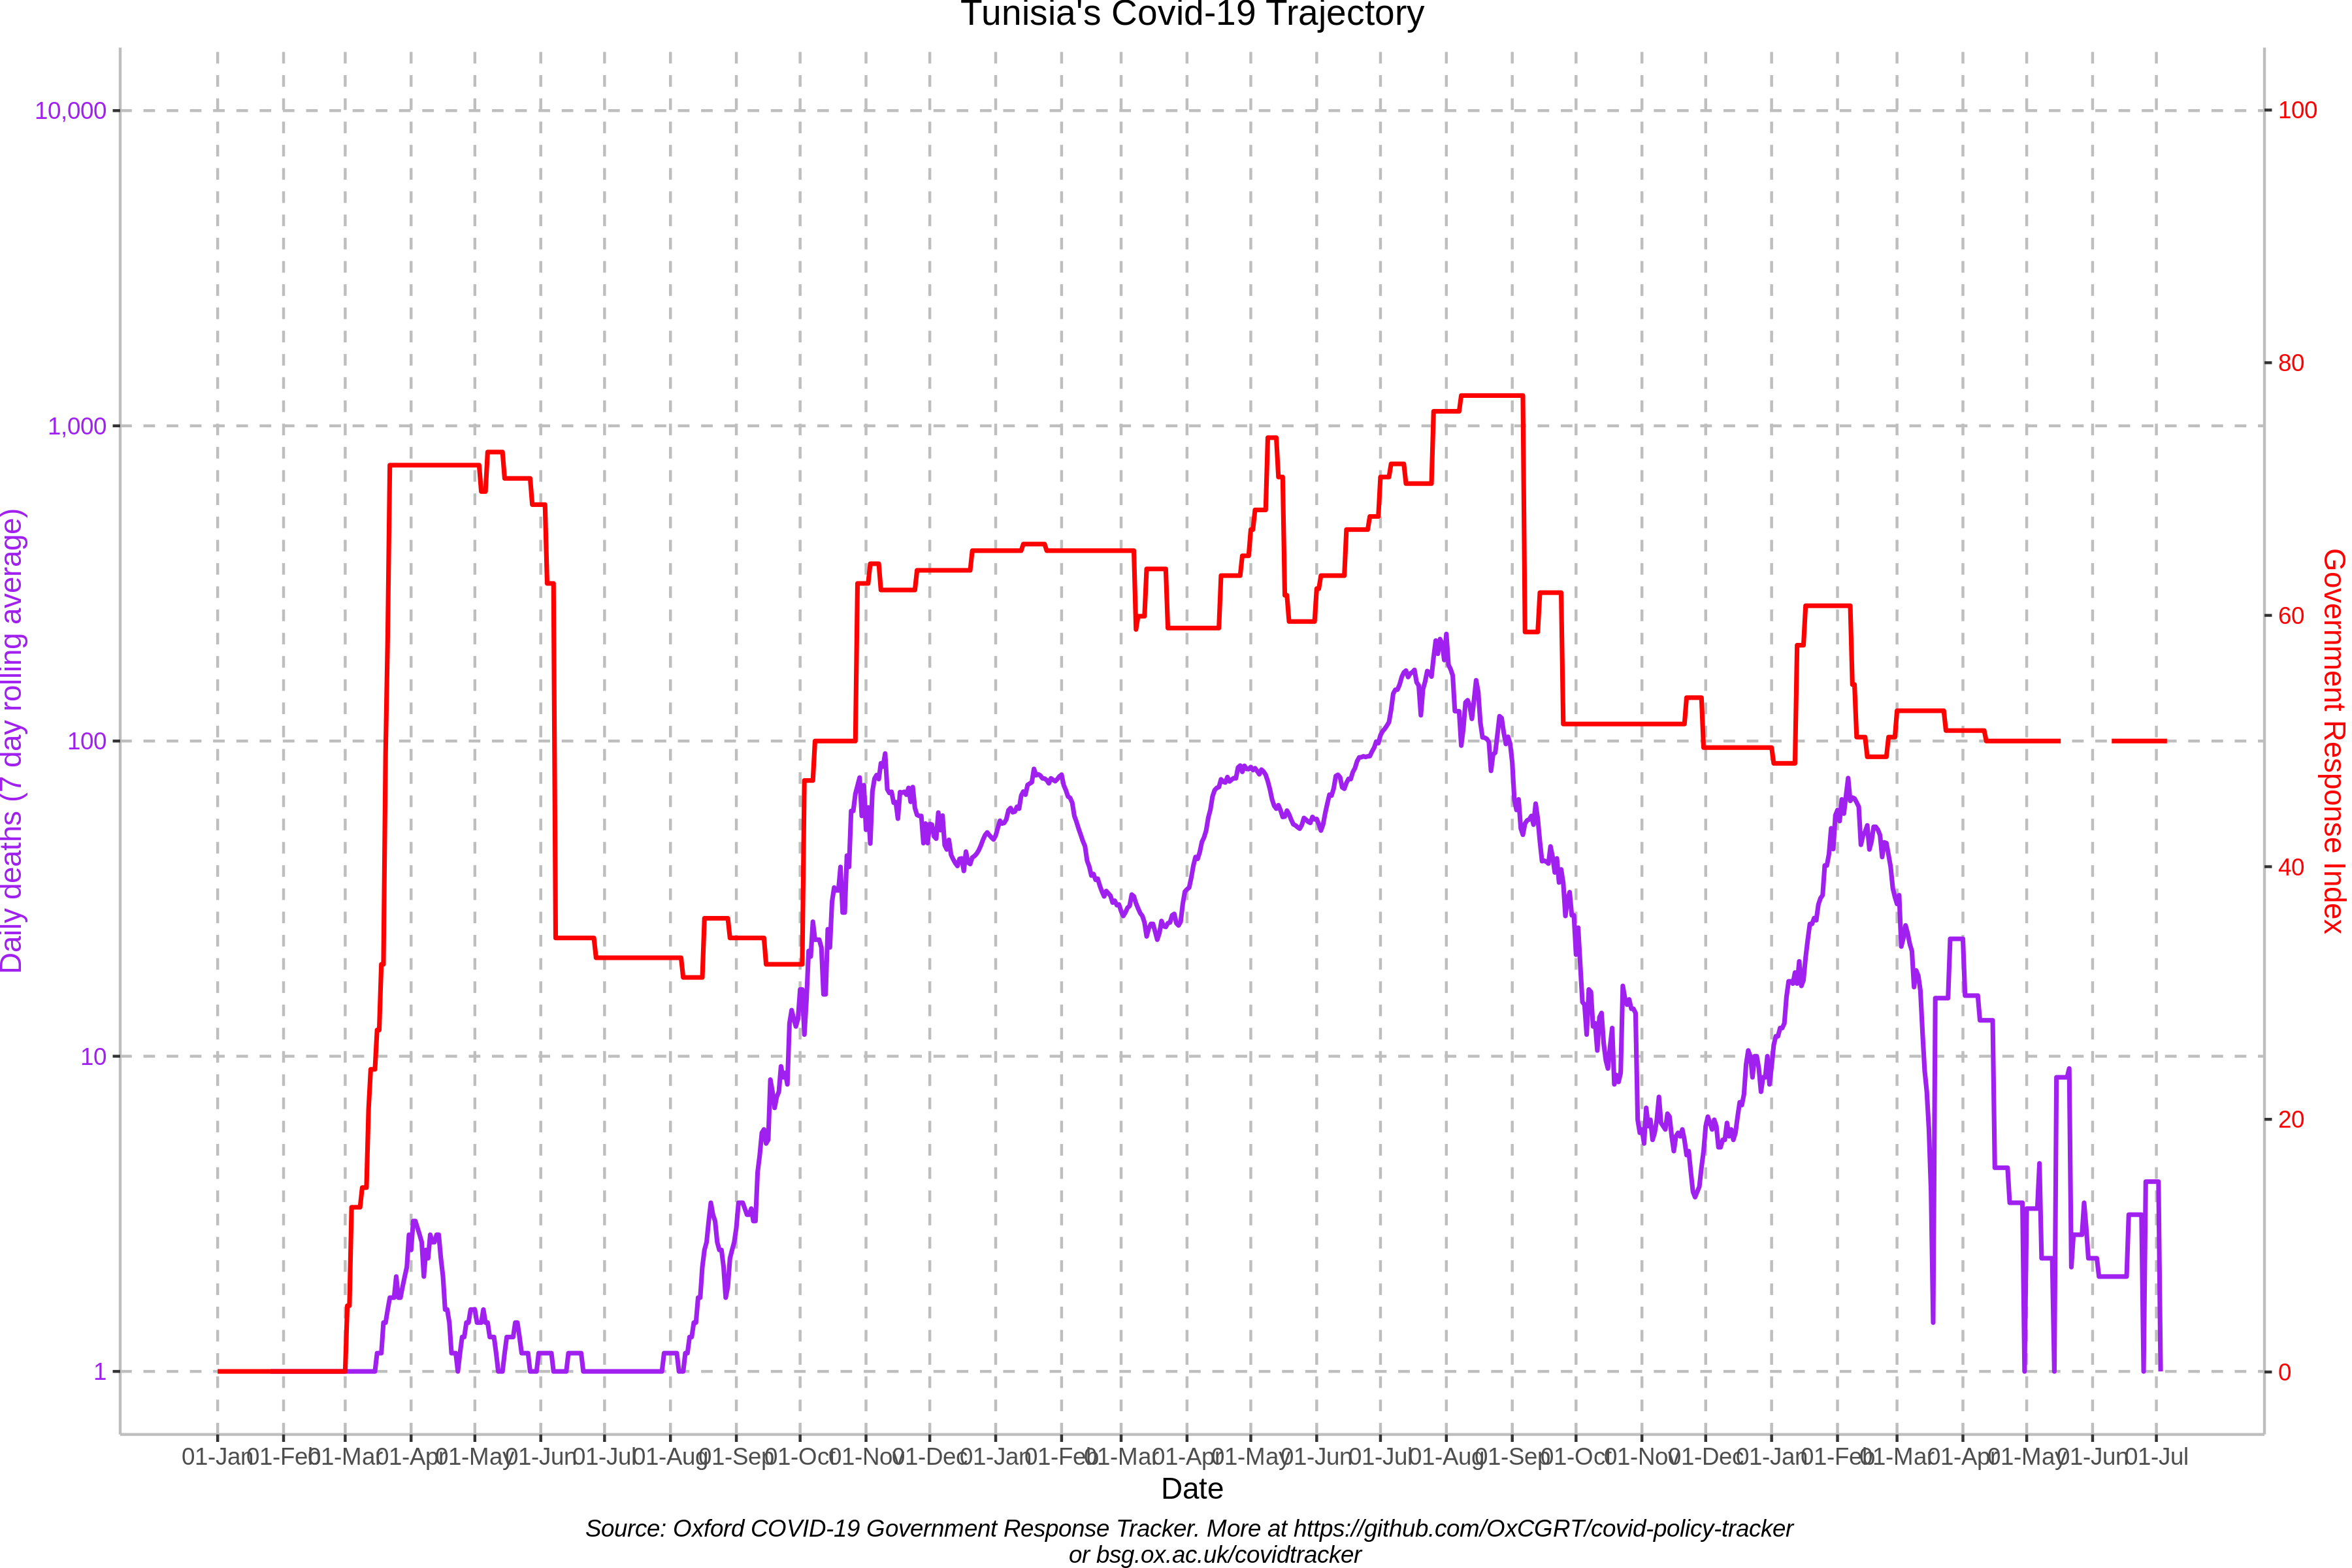 Tunisia's Covid-19 Trajectory
10,000
1,000
100
10
1
Daily deaths (7 day rolling average)
100
80
60
40
20
0
Government Response Index
01-Jan 01-Feb 01-Mar 01-Apr 01-May 01-Jun 01-Jul 01-Aug 01-Sep 01-Oct 01-Nov 01-Dec 01-Jan 01-Feb 01-Mar 01-Apr 01-May 01-Jun 01-Jul 01-Aug 01-Sep 01-Oct 01-Nov 01-Dec 01-Jan 01-Feb 01-Mar 01-Apr 01-May 01-Jun 01-Jul
Date
Source: Oxford COVID-19 Government Response Tracker. More at https://github.com/OxCGRT/covid-policy-tracker
or bsg.ox.ac.uk/covidtracker